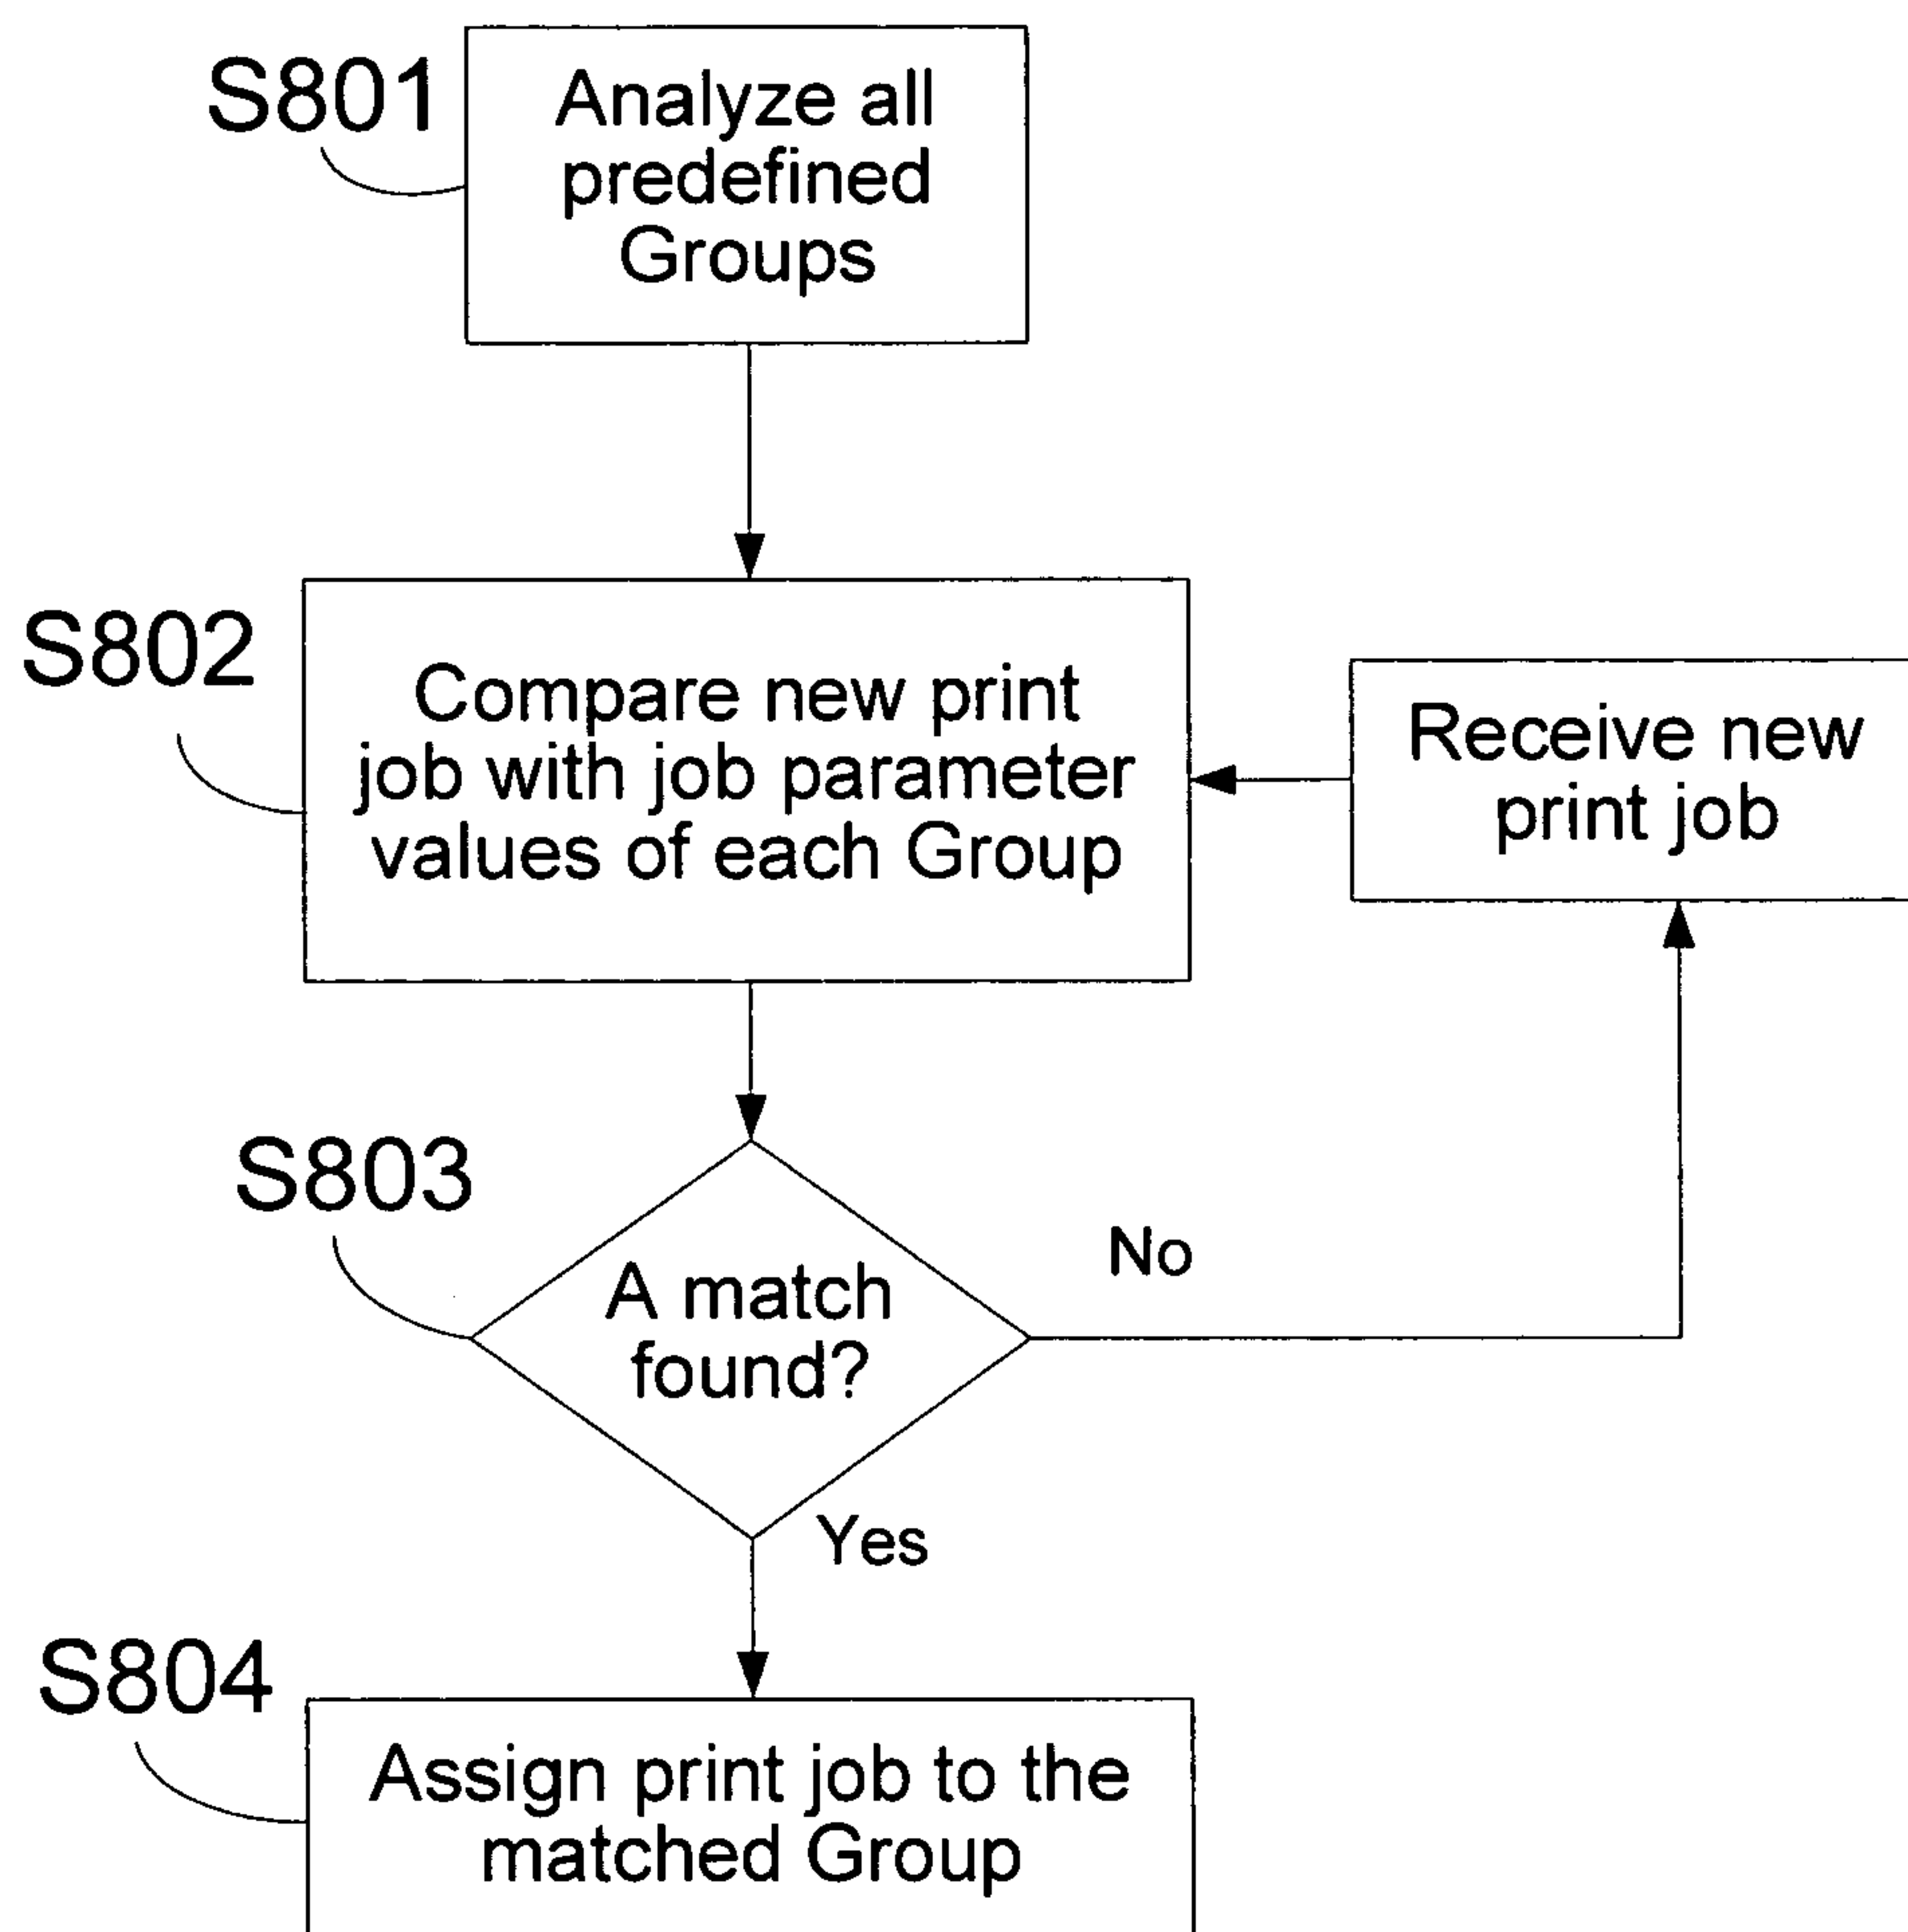 S801
Analyze all
predefined
Groups
S802
Compare new print
job with job parameter
values of each Group
Receive new
print job
S803
A match
found?
No
Yes
S804
Assign print job to the
matched Group